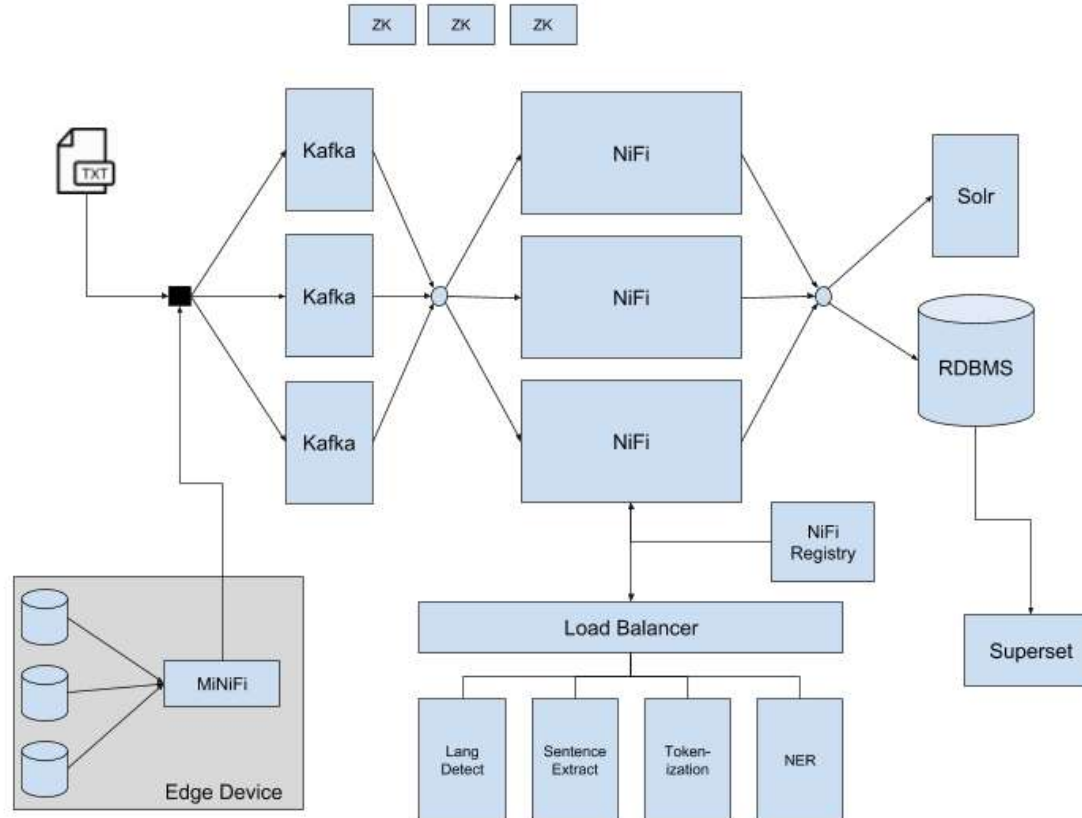 ZK ZK ZK
TXT
Kafka
NiFi
Solr
Kafka
NiFi
RDBMS
Kafka
NiFi
NiFi
Registry
Load Balancer
Superset
MiNiFi
Lang
Detect
Sentence
Extract
Token-
ization
NER
Edge Device